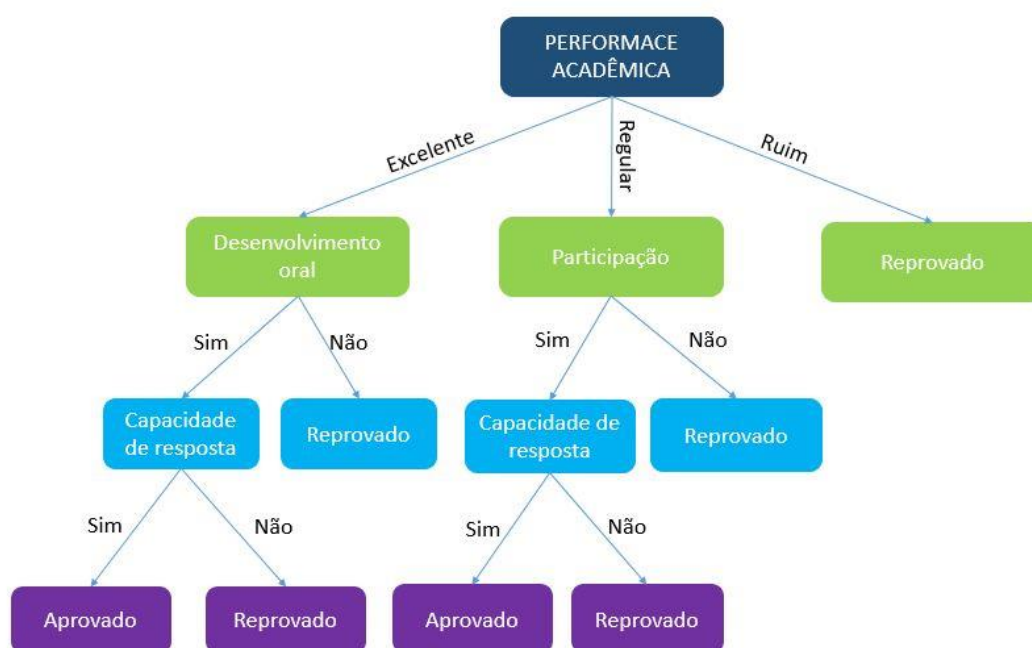 PERFORMACE
ACADÊMICA
Excelente
Regular
Ruim
Desenvolvimento
oral
Participação
Reprovado
Sim
Não
Sim
Não
Capacidade
de resposta
Reprovado
Capacidade de
resposta
Reprovado
Sim
Não
Sim
Não
Aprovado
Reprovado
Aprovado
Reprovado